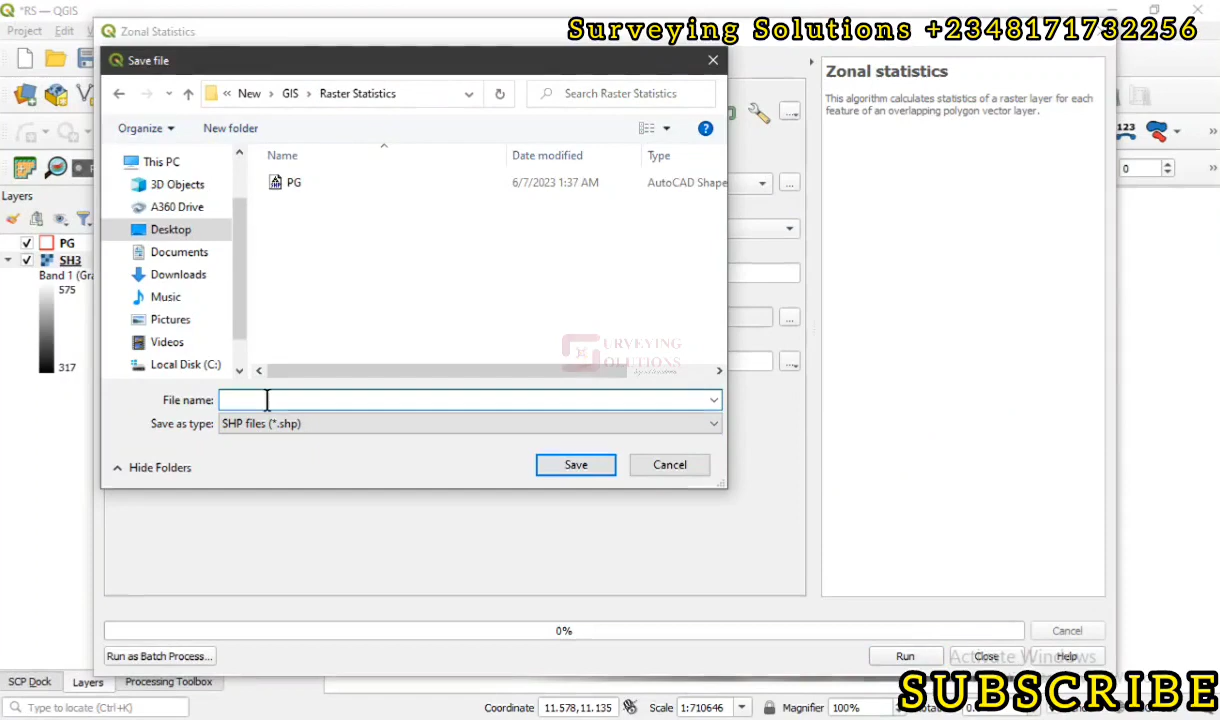 *RS — QGIS
Surveying Solutions +2348171732256
Project Edit
Zonal Statistics
Save file
« New › GIS › Raster Statistics
Search Raster Statistics
Organize
New folder
Name
Date modified
Type
This PC
3D Objects
A360 Drive
Desktop
Documents
Downloads
Music
Pictures
Videos
Local Disk (C:)
PG
6/7/2023 1:37 AM
AutoCAD Shape
URVEYING
SOLUTIONS
File name:
Save as type:
SHP files (*.shp)
Hide Folders
Save
Cancel
Zonal statistics
This algorithm calculates statistics of a raster layer for each
feature of an overlapping polygon vector layer.
123
0
Layers
PG
SH3
Band 1 (Gra
575
317
0%
Cancel
Run as Batch Process...
Run
Close
Help
Activate Windows
SCP Dock
Layers
Processing Toolbox
SUBSCRIBE
Type to locate (Ctrl+K)
Coordinate
11.578,11.135
Scale
1:710646
Magnifier
100%